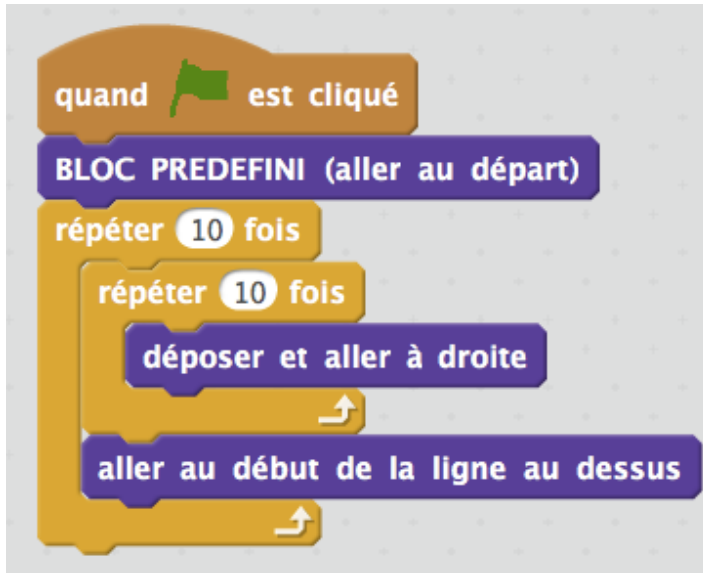 quand est cliqué
BLOC PREDEFINI (aller au départ)
répéter 10 fois
répéter 10 fois
déposer et aller à droite
aller au début de la ligne au dessus